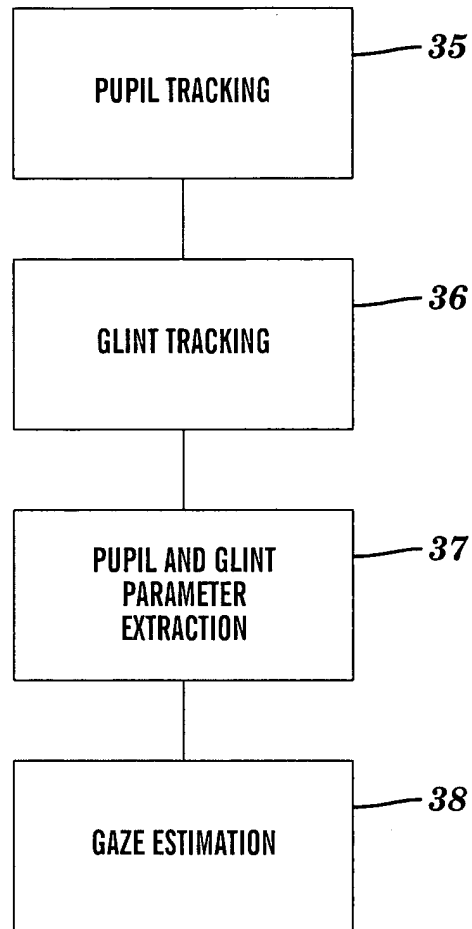 PUPIL TRACKING
35
GLINT TRACKING
36
PUPIL AND GLINT
PARAMETER
EXTRACTION
37
GAZE ESTIMATION
38